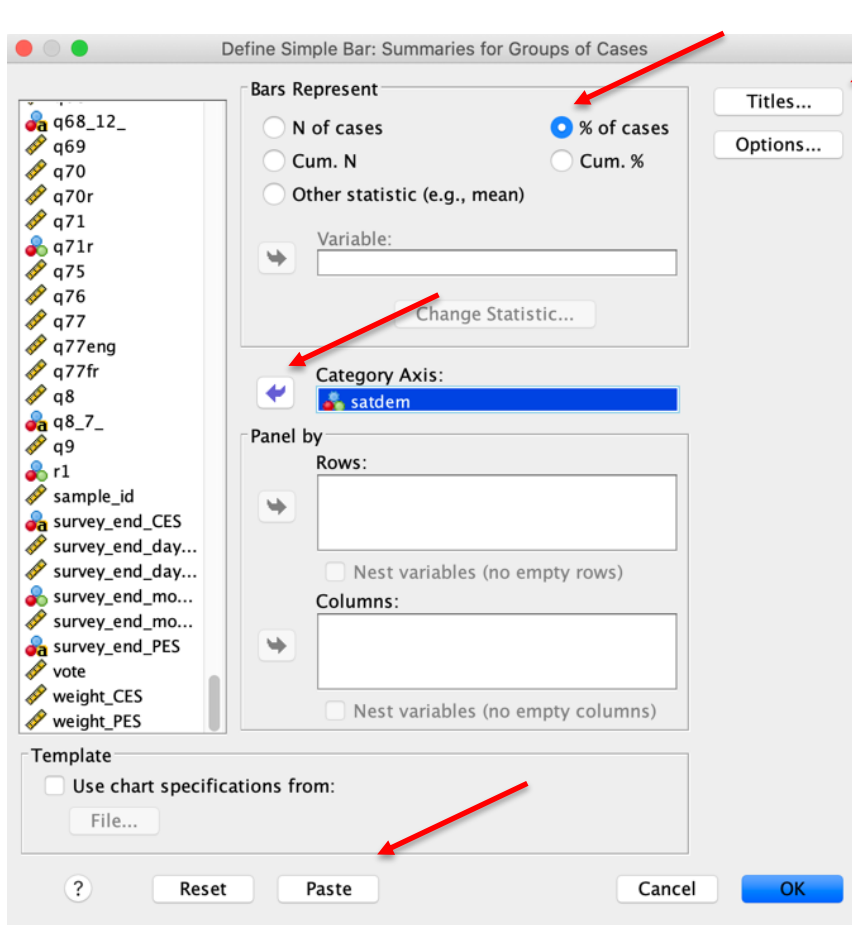 Define Simple Bar: Summaries for Groups of Cases
q68_12_
q69
q70
q70r
q71
q71r
q75
q76
q77
q77eng
q77fr
q8
q8_7_
q9
r1
sample_id
survey_end_CES
survey_end_day...
survey_end_day...
survey_end_mo...
survey_end_mo...
survey_end_PES
vote
weight_CES
weight_PES
Bars Represent
N of cases
% of cases
Cum. N
Cum. %
Other statistic (e.g., mean)
Variable:
Change Statistic...
Category Axis:
satdem
Panel by
Rows:
Nest variables (no empty rows)
Columns:
Nest variables (no empty columns)
Titles...
Options...
Template
Use chart specifications from:
File...
?
Reset
Paste
Cancel
OK